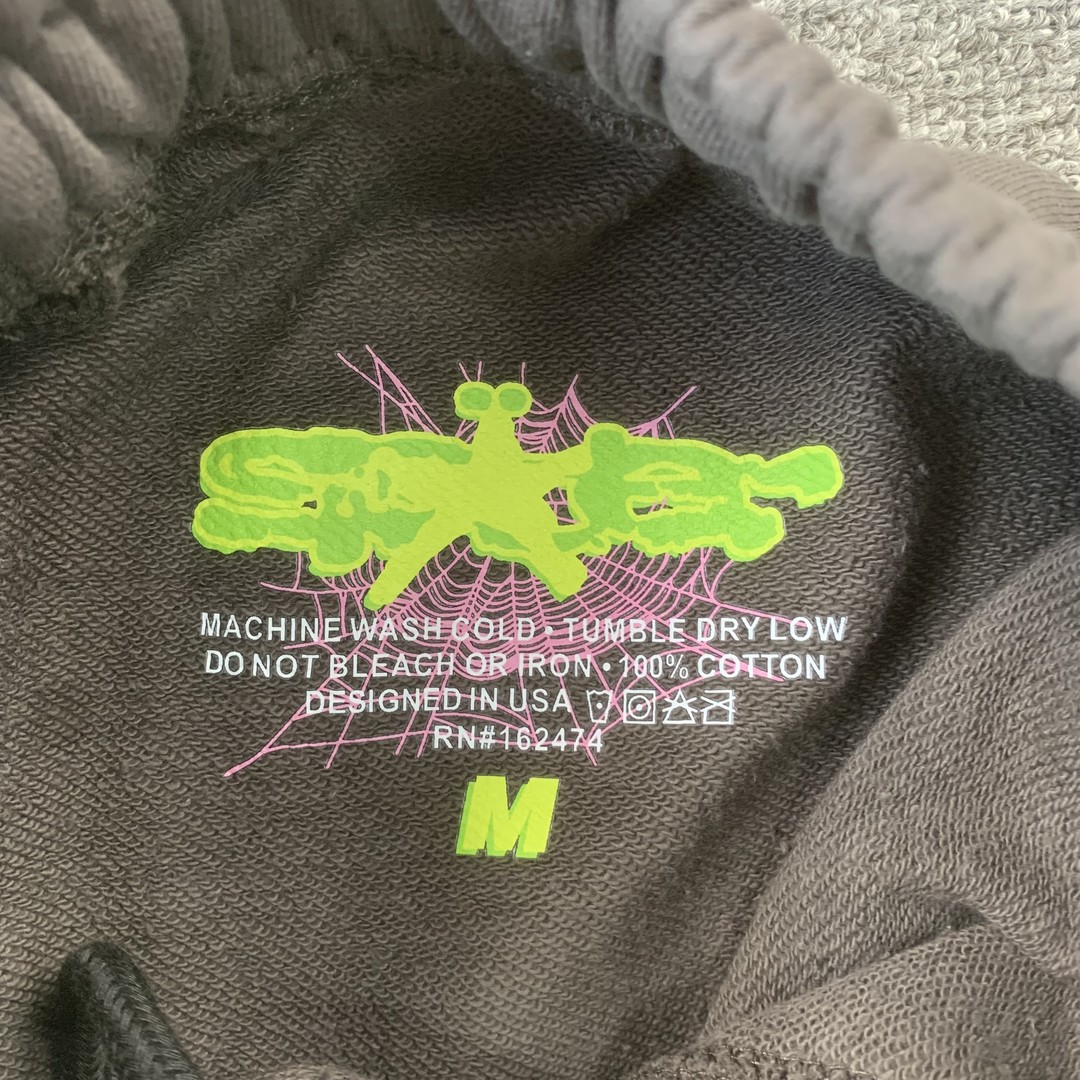 MACHINE WASH COLD • TUMBLE DRY LOW
DO NOT BLEACH OR IRON • 100% COTTON
DESIGNED IN USA
RN#162474
M